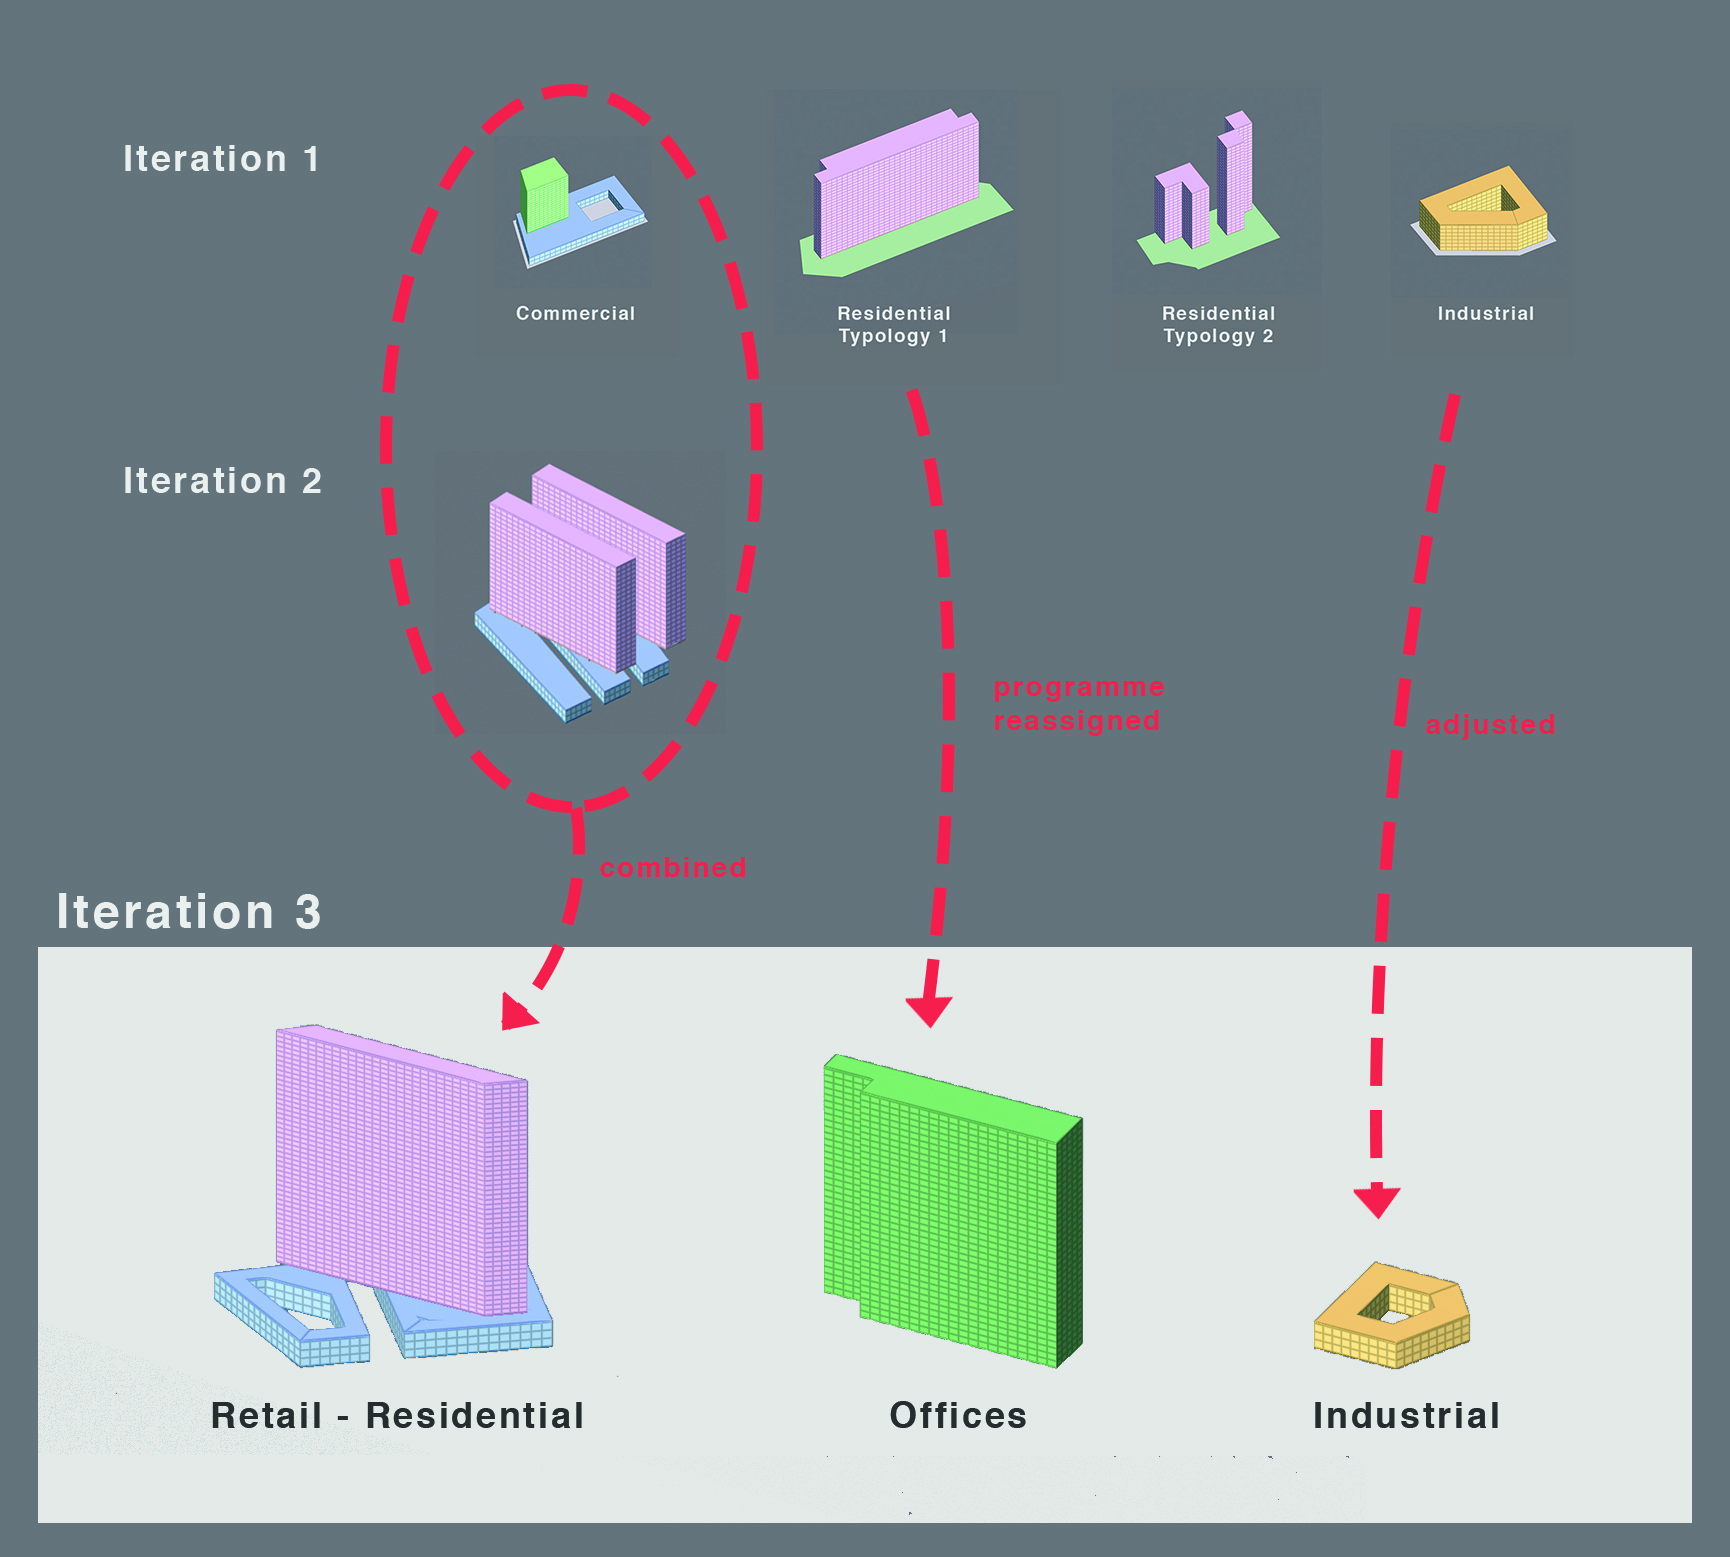 Iteration 1
Commercial
Residential
Typology 1
Residential
Typology 2
Industrial
Iteration 2
programme
reassigned
adjusted
combined
Iteration 3
Retail - Residential
Offices
Industrial